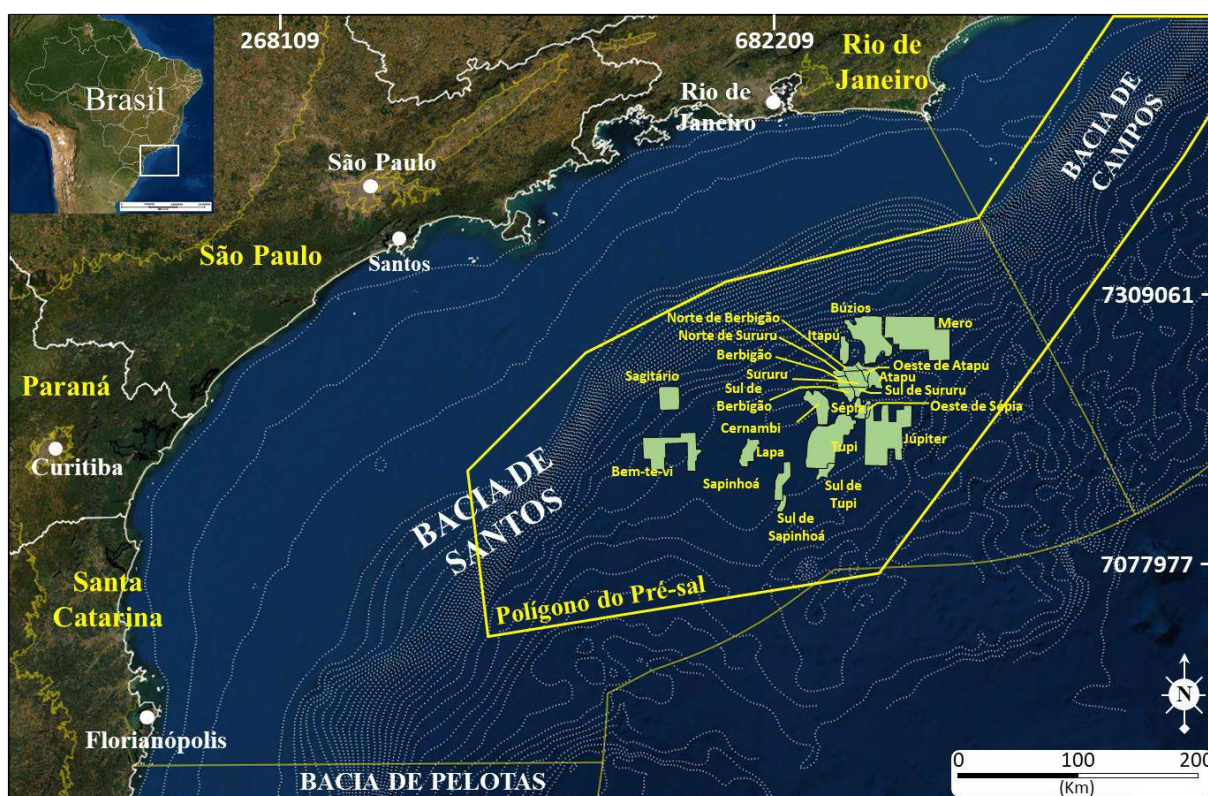 Brasil
268109
682209
Rio de
Janeiro
Rio de
Janeiro
São Paulo
São Paulo
Santos
BACIA DE
CAMPOS
7309061
Búzios
Norte de Berbigão
Mero
Norte de Sururu
Itapú
Berbigão
Oeste de Atapu
Sururu
Atapu
Sagitário
Sul de
Berbigão
Sul de Sururu
Sépia
Oeste de Sépia
Cernambi
Paraná
Curitiba
Tupi
Júpiter
Lapa
Bem-te-vi
Sapinhoá
Sul de
Tupi
Sul de
Sapinhoá
BACIA DE
SANTOS
7077977
Santa
Catarina
Polígono do Pré-sal
N
Florianópolis
BACIA DE PELOTAS
0 100 200
(Km)